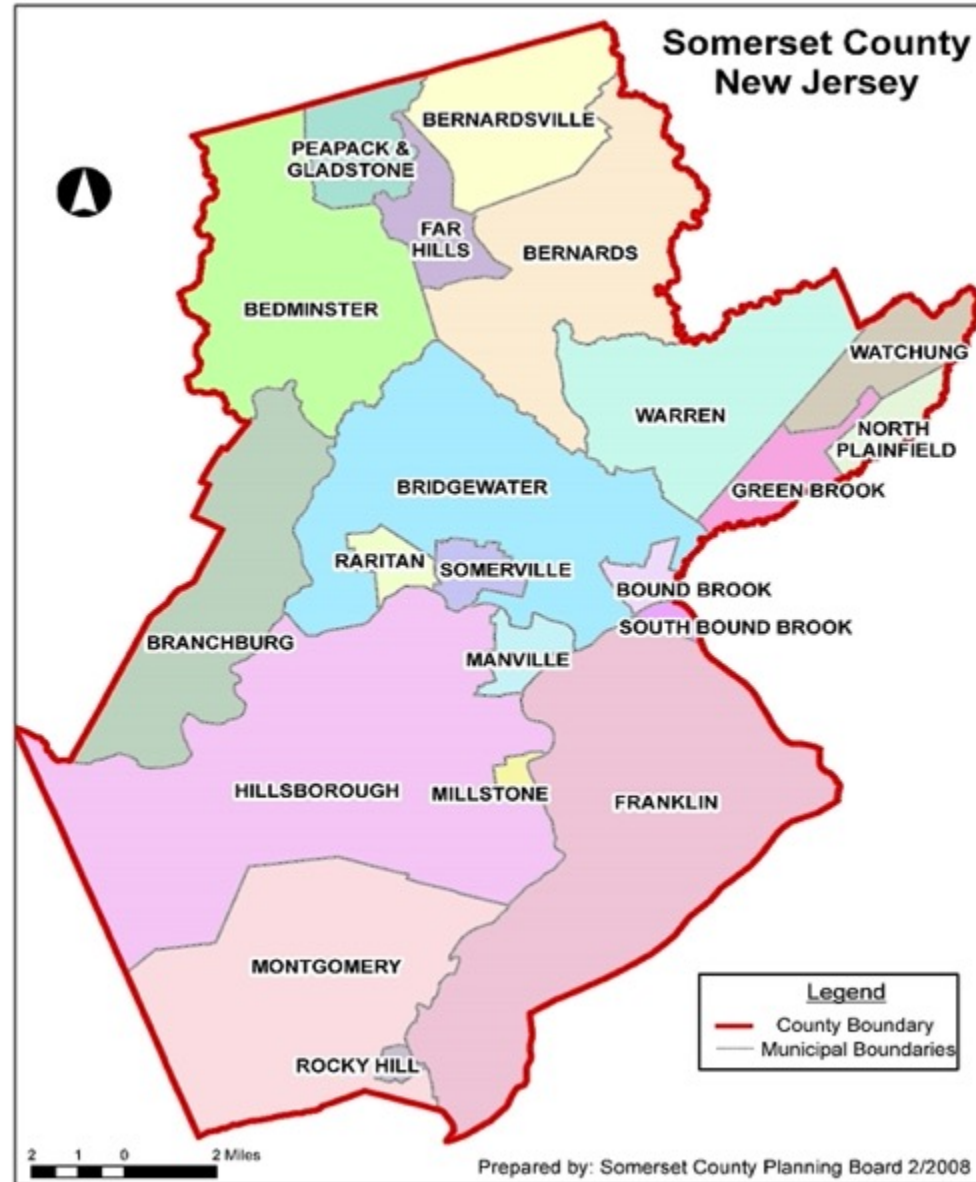 Somerset County
New Jersey
BERNARDSVILLE
PEAPACK &
GLADSTONE
FAR
HILLS
BERNARDS
BEDMINSTER
WATCHUNG
WARREN
NORTH
PLAINFIELD
BRIDGEWATER
GREEN BROOK
RARITAN
SOMERVILLE
BOUND BROOK
SOUTH BOUND BROOK
BRANCHBURG
MANVILLE
HILLSBOROUGH
MILLSTONE
FRANKLIN
MONTGOMERY
ROCKY HILL
Legend
County Boundary
Municipal Boundaries
2 1 0 2 Miles
Prepared by: Somerset County Planning Board 2/2008